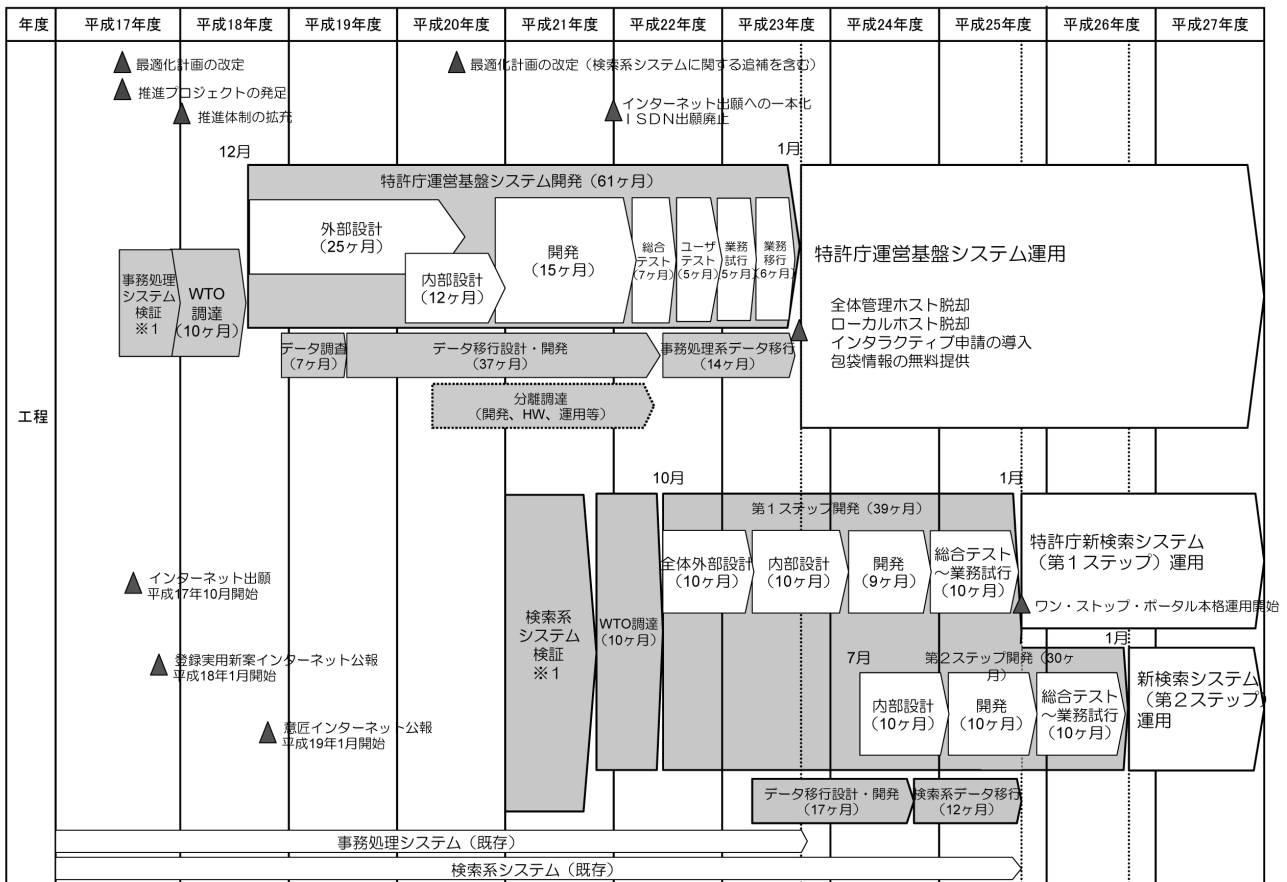 年度
平成17年度
平成18年度
平成19年度
平成20年度
平成21年度
平成22年度
平成23年度
平成24年度
平成25年度
平成26年度
平成27年度
最適化計画の改定
推進プロジェクトの発足
推進体制の拡充
最適化計画の改定（検索系システムに関する追補を含む）
インターネット出願への一本化
ＩＳＤＮ出願廃止
12月
1月
特許庁運営基盤システム開発（61ヶ月）
外部設計
（25ヶ月）
内部設計
（12ヶ月）
開発
（15ヶ月）
総合
テスト
（7ヶ月）
ユーザ
テスト
（5ヶ月）
業務
試行
（5ヶ月）
業務
移行
（6ヶ月）
特許庁運営基盤システム運用
全体管理ホスト脱却
ローカルホスト脱却
インタラクティブ申請の導入
包袋情報の無料提供
事務処理
システム
検証
※１
WTO
調達
（10ヶ月）
データ調査
（7ヶ月）
データ移行設計・開発
（37ヶ月）
事務処理系データ移行
（14ヶ月）
分離調達
（開発、HW、運用等）
工程
10月
1月
第１ステップ開発（39ヶ月）
全体外部設計
（10ヶ月）
内部設計
（10ヶ月）
開発
（9ヶ月）
総合テスト
～業務試行
（10ヶ月）
特許庁新検索システム
（第１ステップ）運用
ワン・ストップ・ポータル本格運用開始
インターネット出願
平成17年10月開始
検索系
システム
検証
※１
WTO調達
（10ヶ月）
登録実用新案インターネット公報
平成18年1月開始
意匠インターネット公報
平成19年1月開始
1月
7月
第２ステップ開発（30ヶ
月）
内部設計
（10ヶ月）
開発
（10ヶ月）
総合テスト
～業務試行
（10ヶ月）
新検索システム
（第２ステップ）
運用
データ移行設計・開発
（17ヶ月）
検索系データ移行
（12ヶ月）
事務処理システム（既存）
検索系システム（既存）